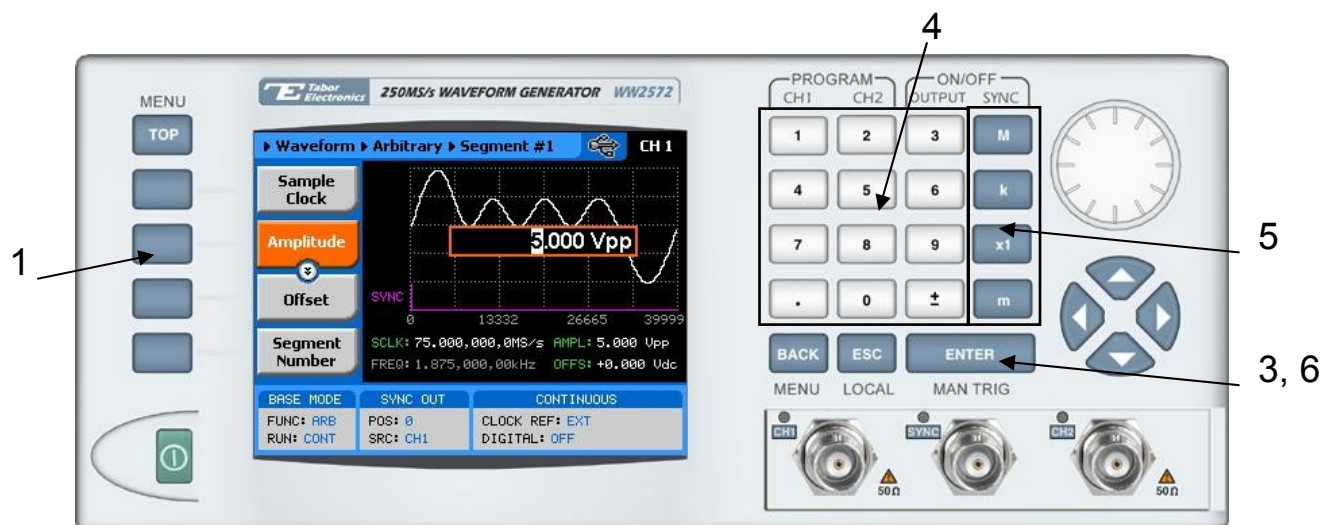 4
MENU
TOP
Tabor Electronics 250MS/s WAVEFORM GENERATOR WW2572
Waveform Arbitrary Segment #1 CH 1
Sample Clock
Amplitude
Offset
Segment Number
5.000 Vpp
SYNC
0 13332 26665 39999
SCLK: 75.000,000,0MS/s AMPL: 5.000 Vpp
FREQ: 1.875,000,00kHz OFFS: +0.000 Vdc
BASE MODE SYNC OUT CONTINUOUS
FUNC: ARB POS: 0 CLOCK REF: EXT
RUN: CONT SRC: CH1 DIGITAL: OFF
PROGRAM ON/OFF
CH1 CH2 OUTPUT SYNC
1 2 3 M
4 5 6 k
7 8 9 x1
. 0 ± m
BACK ESC ENTER
MENU LOCAL MAN TRIG
CH1 SYNC CH2
50Ω 50Ω
1
5
3, 6